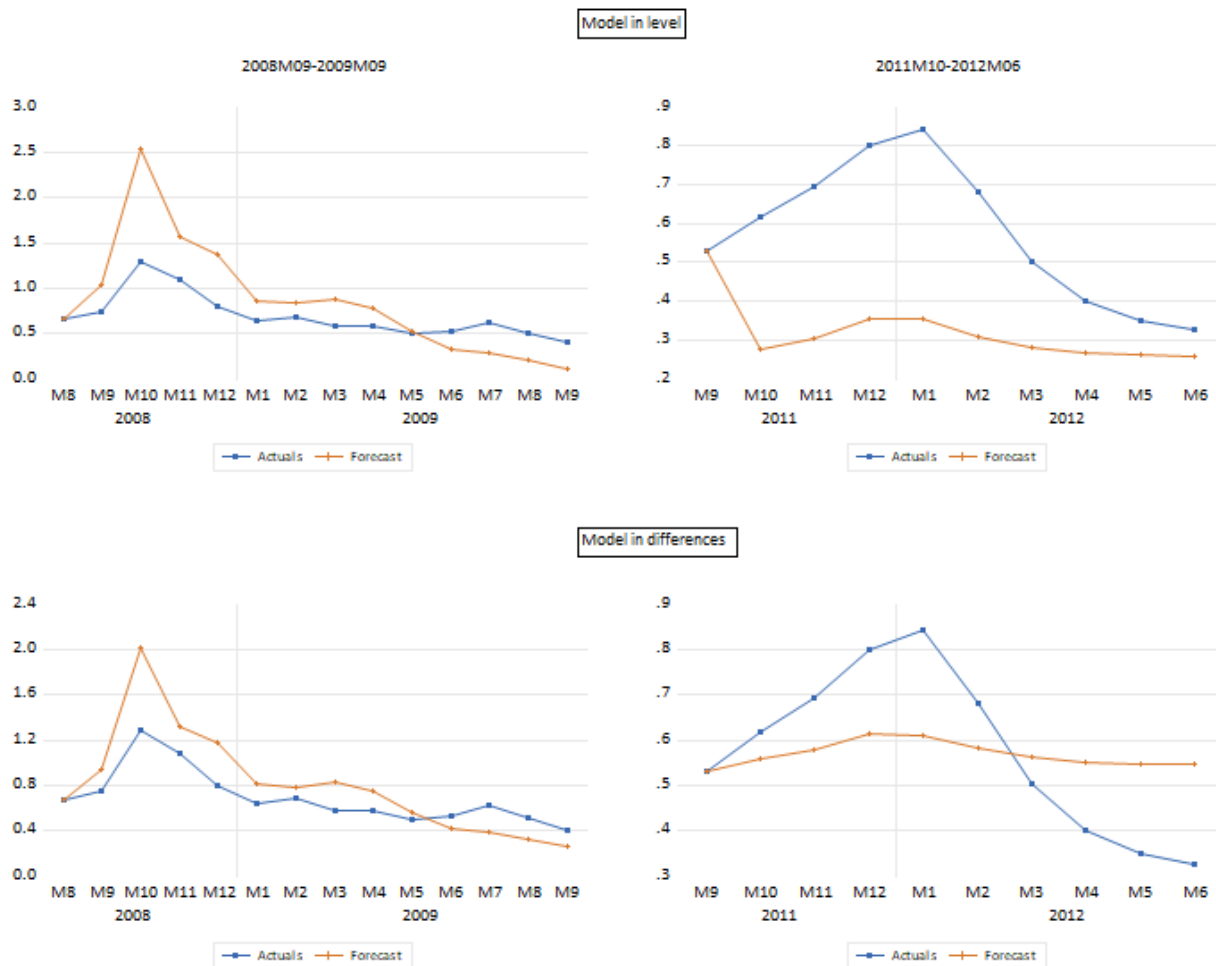 Model in level
2008M09-2009M09
2011M10-2012M06
3.0
2.5
2.0
1.5
1.0
0.5
0.0
M8 M9 M10 M11 M12 M1 M2 M3 M4 M5 M6 M7 M8 M9
2008 2009
Actuals Forecast
.9
.8
.7
.6
.5
.4
.3
.2
M9 M10 M11 M12 M1 M2 M3 M4 M5 M6
2011 2012
Actuals Forecast
Model in differences
2.4
2.0
1.6
1.2
0.8
0.4
0.0
M8 M9 M10 M11 M12 M1 M2 M3 M4 M5 M6 M7 M8 M9
2008 2009
Actuals Forecast
.9
.8
.7
.6
.5
.4
.3
M9 M10 M11 M12 M1 M2 M3 M4 M5 M6
2011 2012
Actuals Forecast